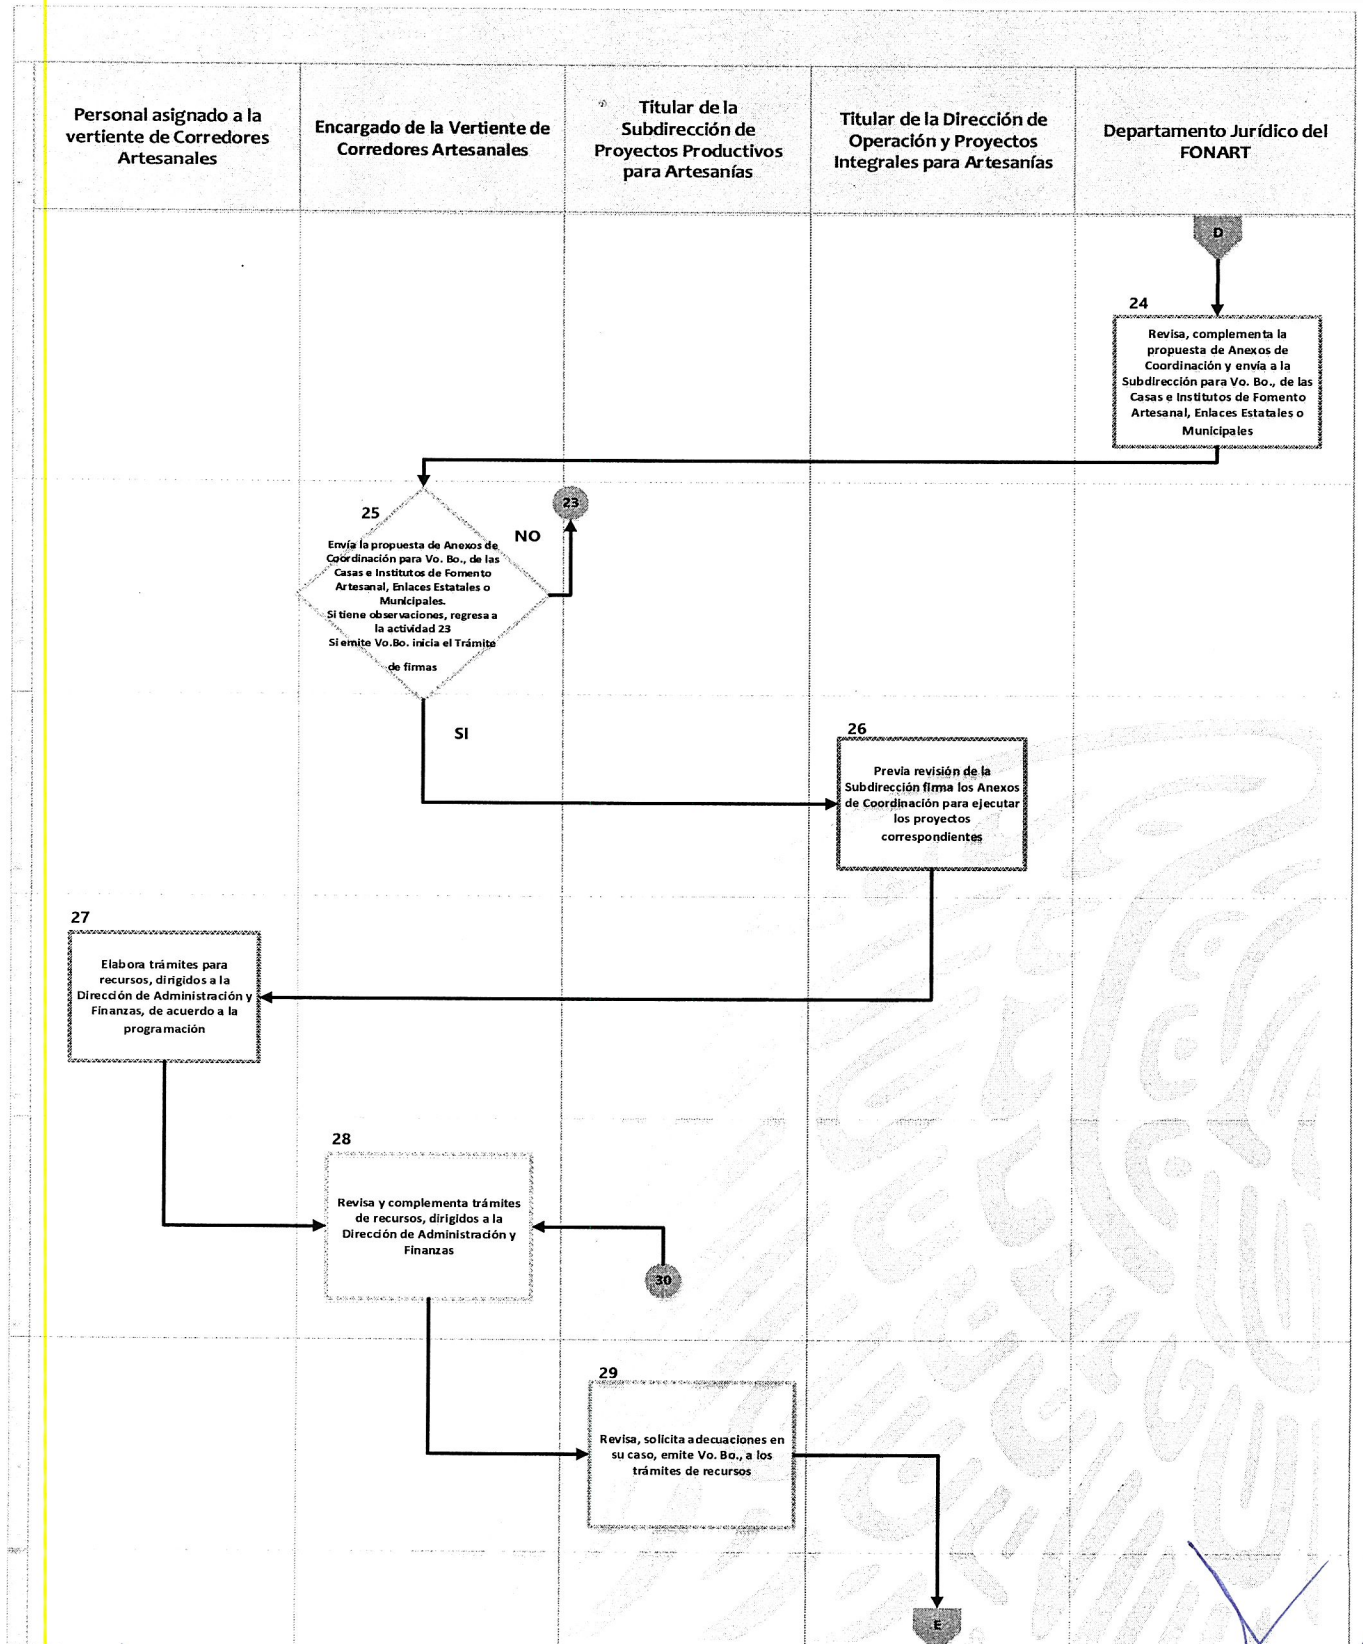 Personal asignado a la
vertiente de Corredores
Artesanales
Encargado de la Vertiente de
Corredores Artesanales
Titular de la
Subdirección de
Proyectos Productivos
para Artesanías
Titular de la Dirección de
Operación y Proyectos
Integrales para Artesanías
Departamento Jurídico del
FONART
D
24
Revisa, complementa la
propuesta de Anexos de
Coordinación y envía a la
Subdirección para Vo. Bo., de las
Casas e Institutos de Fomento
Artesanal, Enlaces Estatales o
Municipales
25
23
NO
Envía la propuesta de Anexos de
Coordinación para Vo. Bo., de las
Casas e Institutos de Fomento
Artesanal, Enlaces Estatales o
Municipales.
Si tiene observaciones, regresa a
la actividad 23
Si emite Vo.Bo. inicia el Trámite
de firmas
SI
26
Previa revisión de la
Subdirección firma los Anexos
de Coordinación para ejecutar
los proyectos
correspondientes
27
Elabora trámites para
recursos, dirigidos a la
Dirección de Administración y
Finanzas, de acuerdo a la
programación
28
Revisa y complementa trámites
de recursos, dirigidos a la
Dirección de Administración y
Finanzas
30
29
Revisa, solicita adecuaciones en
su caso, emite Vo. Bo., a los
trámites de recursos
E